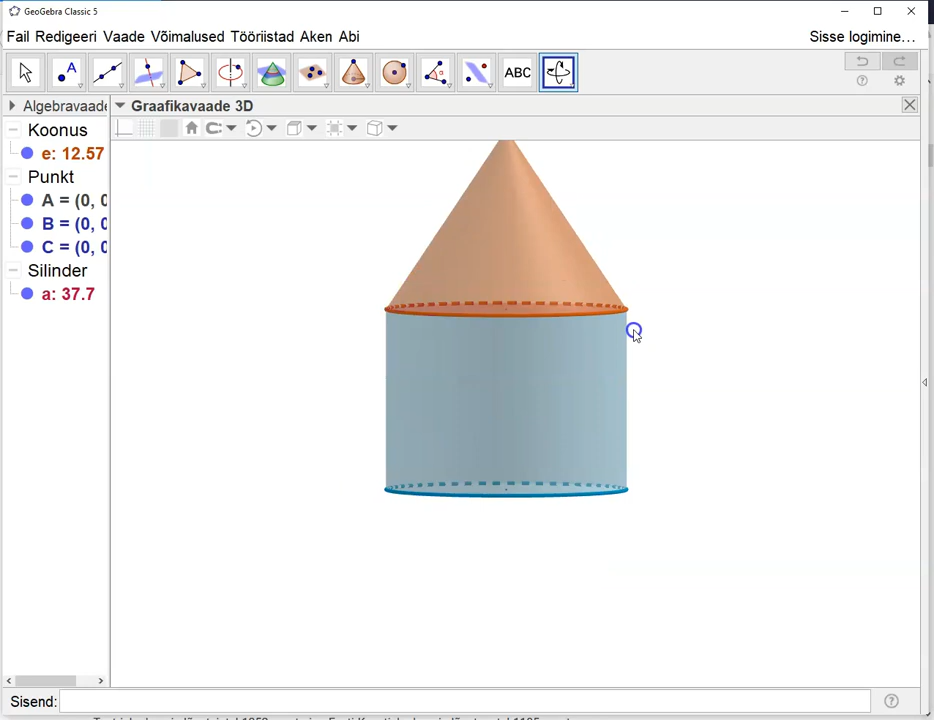 GeoGebra Classic 5
Fail Redigeeri Vaade Võimalused Tööriistad Aken Abi
Sisse logimine...
ABC
Algebravaade
Graafikavaade 3D
Koonus
e: 12.57
Punkt
A = (0, 0
B = (0, 0
C = (0, 0
Silinder
a: 37.7
Sisend: